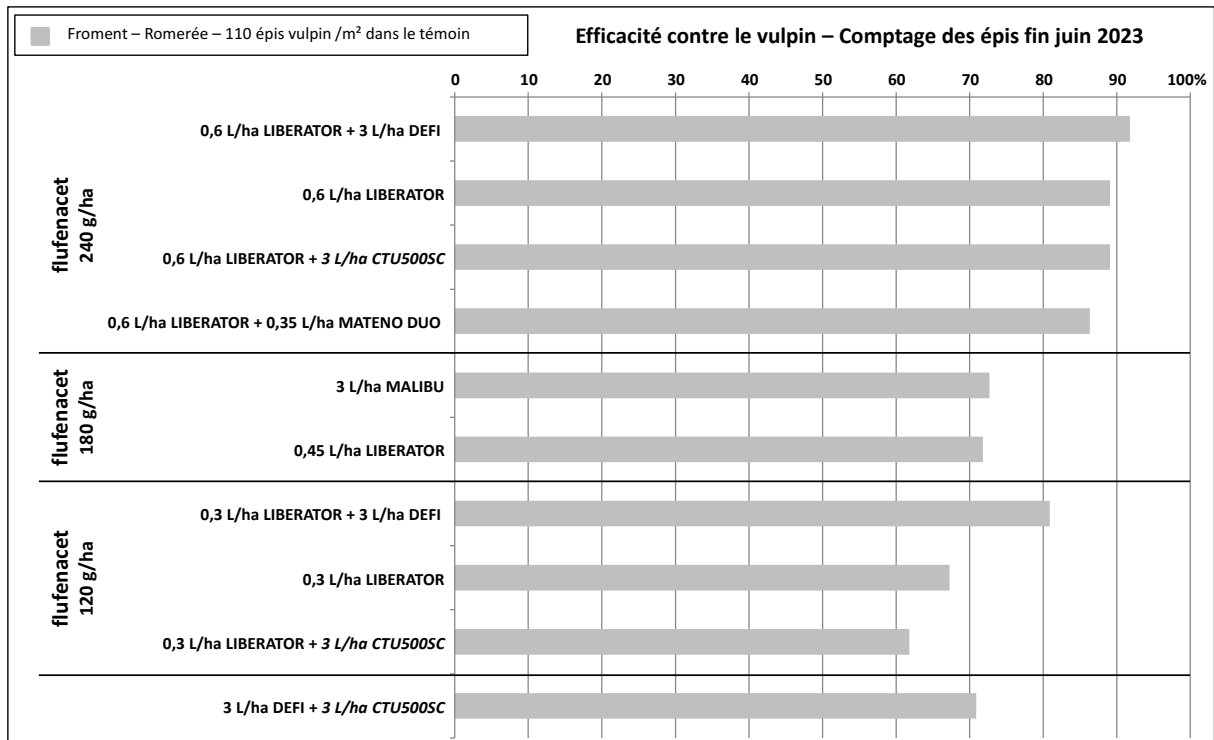 Froment – Romerée – 110 épis vulpin /m² dans le témoin
Efficacité contre le vulpin – Comptage des épis fin juin 2023
0 10 20 30 40 50 60 70 80 90 100%
flufenacet
240 g/ha
0,6 L/ha LIBERATOR + 3 L/ha DEFI
0,6 L/ha LIBERATOR
0,6 L/ha LIBERATOR + 3 L/ha CTU500SC
0,6 L/ha LIBERATOR + 0,35 L/ha MATENO DUO
flufenacet
180 g/ha
3 L/ha MALIBU
0,45 L/ha LIBERATOR
flufenacet
120 g/ha
0,3 L/ha LIBERATOR + 3 L/ha DEFI
0,3 L/ha LIBERATOR
0,3 L/ha LIBERATOR + 3 L/ha CTU500SC
3 L/ha DEFI + 3 L/ha CTU500SC